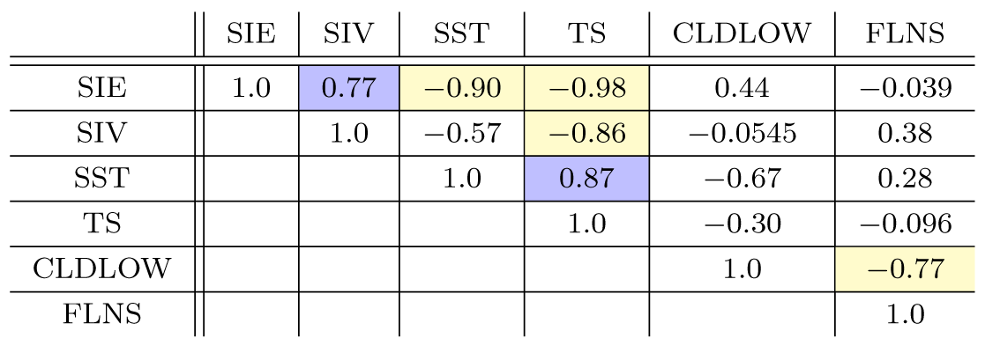 SIE SIV SST TS CLDLOW FLNS
SIE 1.0 0.77 −0.90 −0.98 0.44 −0.039
SIV 1.0 −0.57 −0.86 −0.0545 0.38
SST 1.0 0.87 −0.67 0.28
TS 1.0 −0.30 −0.096
CLDLOW 1.0 −0.77
FLNS 1.0